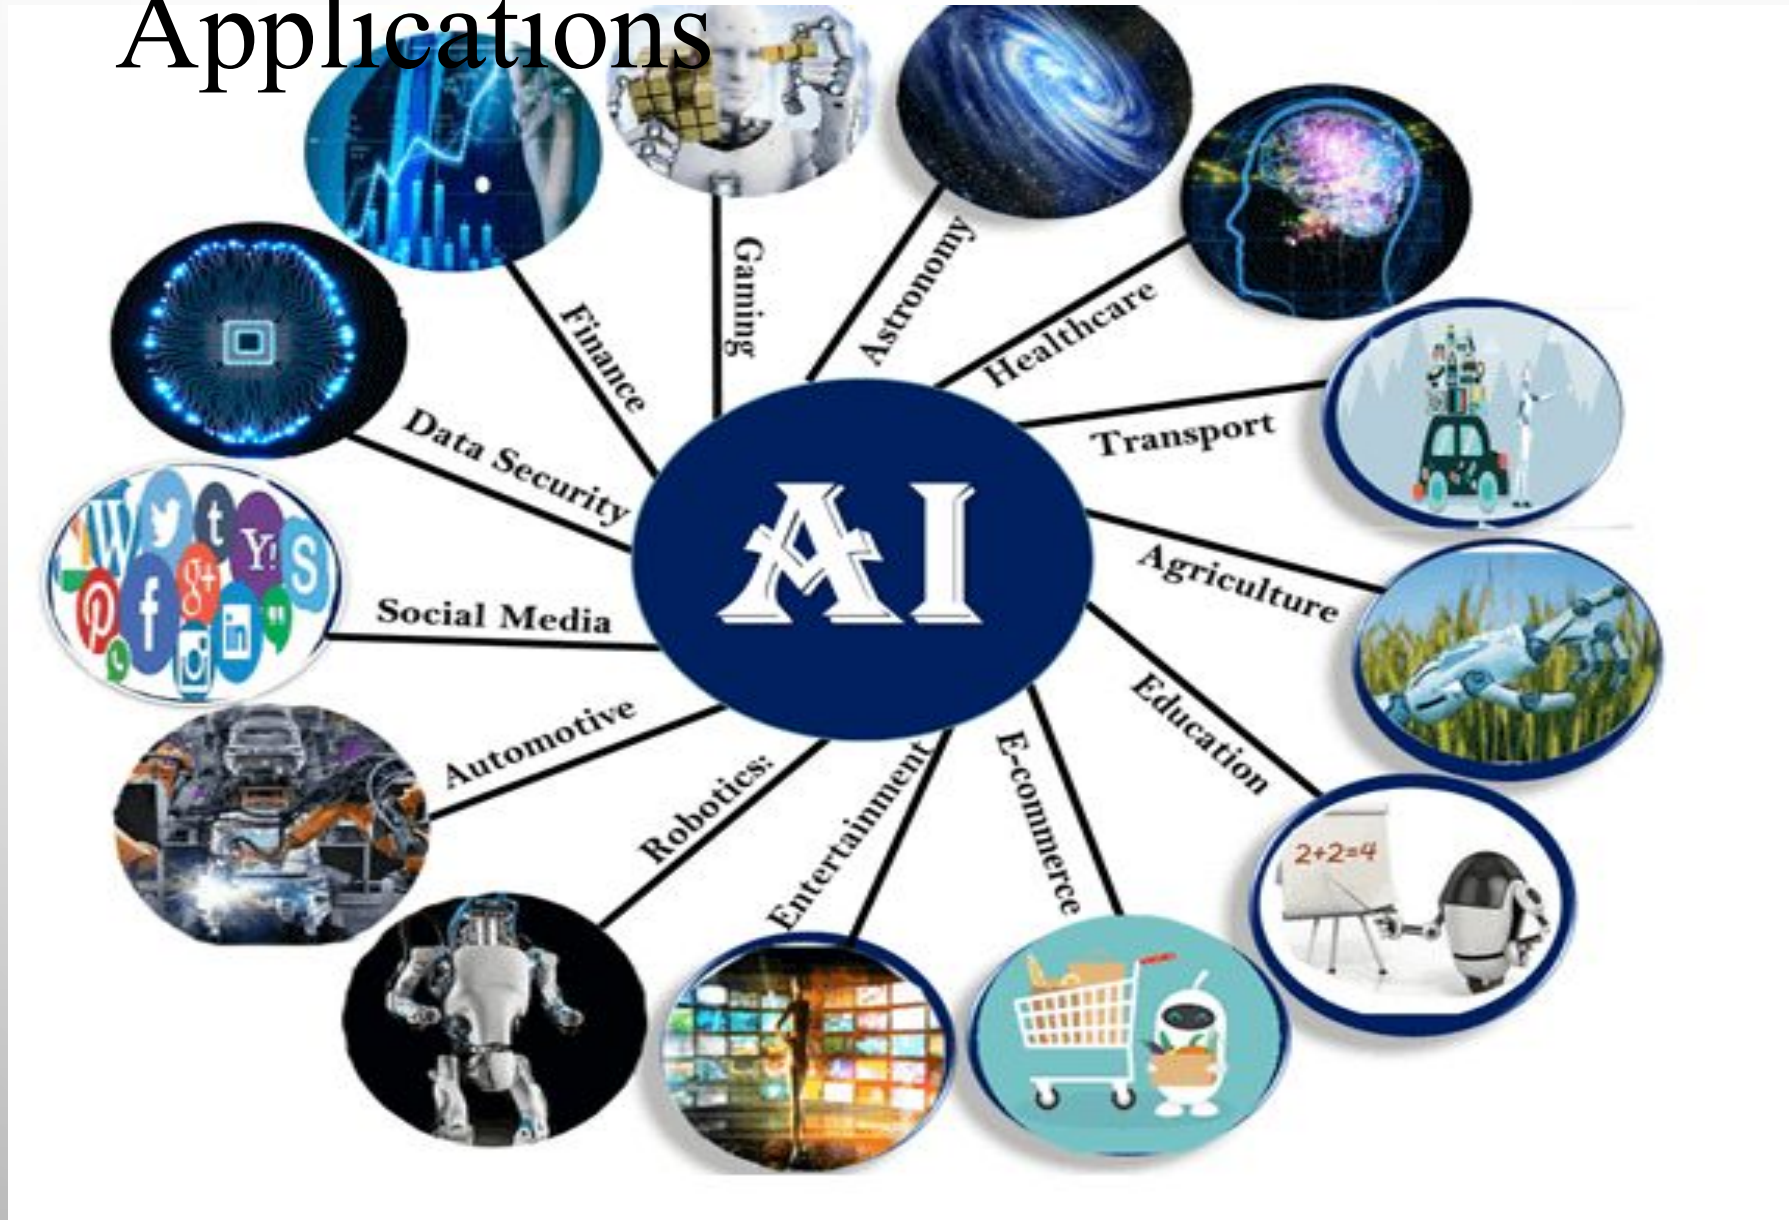 Applications
Gaming
Astronomy
Healthcare
Finance
Transport
Data Security
AI
Agriculture
Social Media
Education
Automotive
Robotics:
Entertainment
E-commerce
2+2=4
W
t
Y!
S
g+
f
in